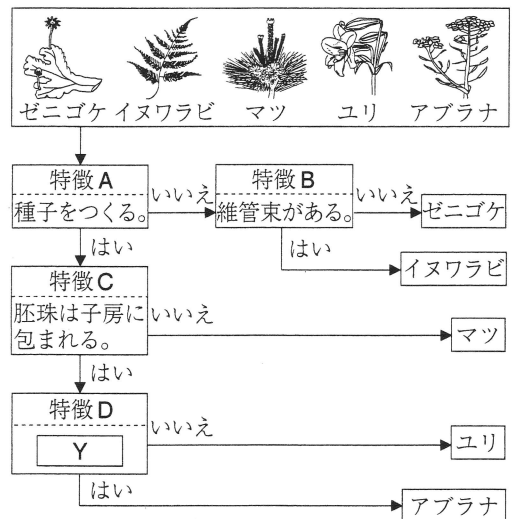 ゼニゴケ イヌワラビ マツ ユリ アブラナ
特徴A
種子をつくる。
いいえ
特徴B
維管束がある。
いいえ
ゼニゴケ
はい
はい
イヌワラビ
特徴C
胚珠は子房に
包まれる。
いいえ
マツ
はい
特徴D
Y
いいえ
ユリ
はい
アブラナ